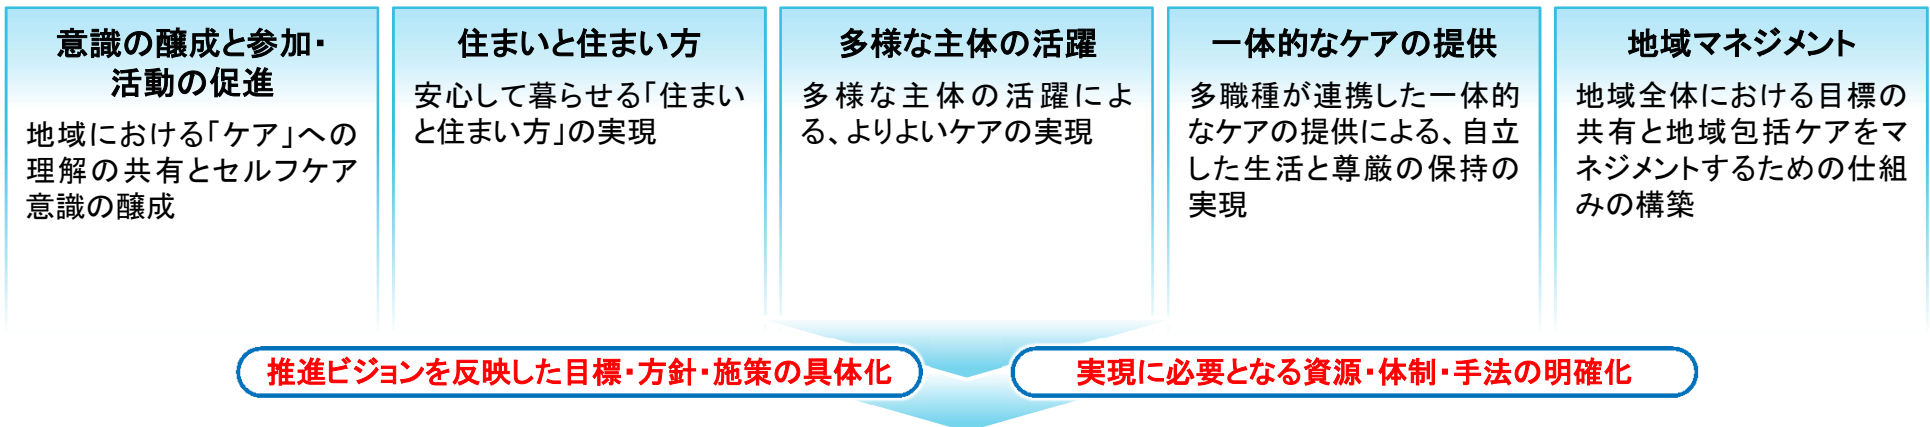 意識の醸成と参加・
活動の促進
地域における「ケア」への
理解の共有とセルフケア
意識の醸成
住まいと住まい方
安心して暮らせる「住まい
と住まい方」の実現
多様な主体の活躍
多様な主体の活躍によ
る、よりよいケアの実現
一体的なケアの提供
多職種が連携した一体的
なケアの提供による、自立
した生活と尊厳の保持の
実現
地域マネジメント
地域全体における目標の
共有と地域包括ケアをマ
ネジメントするための仕組
みの構築
推進ビジョンを反映した目標・方針・施策の具体化
実現に必要となる資源・体制・手法の明確化